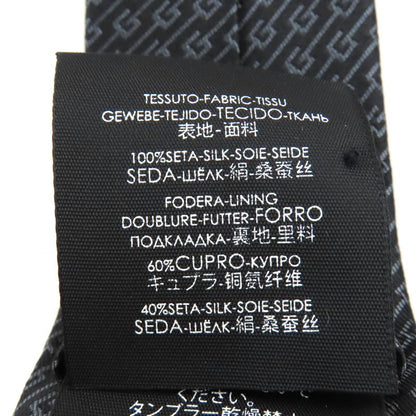 TESSUTO-FABRIC-TISSU
GEWEBE-TEJIDO-TECIDO-ТКАНЬ
表地-面料
100%SETA-SILK-SOIE-SEIDE
SEDA-ШЁЛК-絹-桑蚕丝
FODERA-LINING
DOUBLURE-FUTTER-FORRO
ПОДКЛАДКА-裏地-里料
60%CUPRO-КУПРО
キュプラ-铜氨纤维
40%SETA-SILK-SOIE-SEIDE
SEDA-ШЁЛК-絹-桑蚕丝
ください。
タンブラー乾燥禁